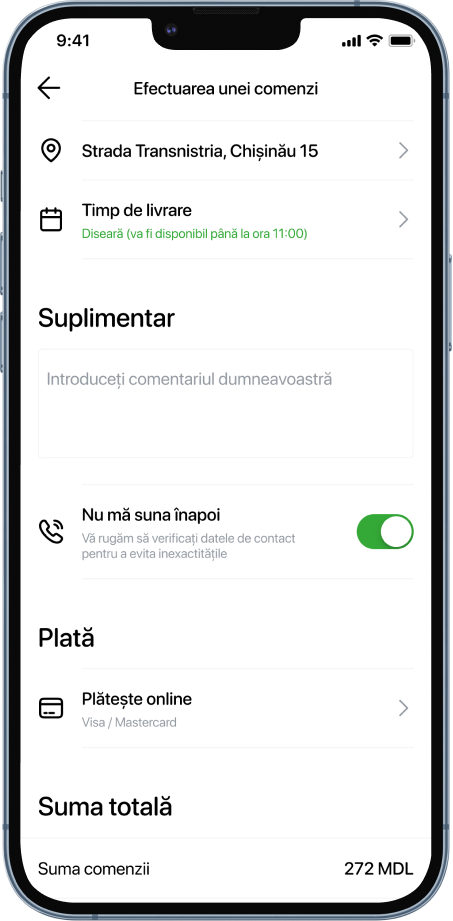 9:41
Efectuarea unei comenzi
Strada Transnistria, Chișinău 15
Timp de livrare
Diseară (va fi disponibil până la ora 11:00)
Suplimentar
Introduceți comentariul dumneavoastră
Nu mă suna înapoi
Vă rugăm să verificați datele de contact
pentru a evita inexactitățile
Plată
Plătește online
Visa / Mastercard
Suma totală
Suma comenzii 272 MDL